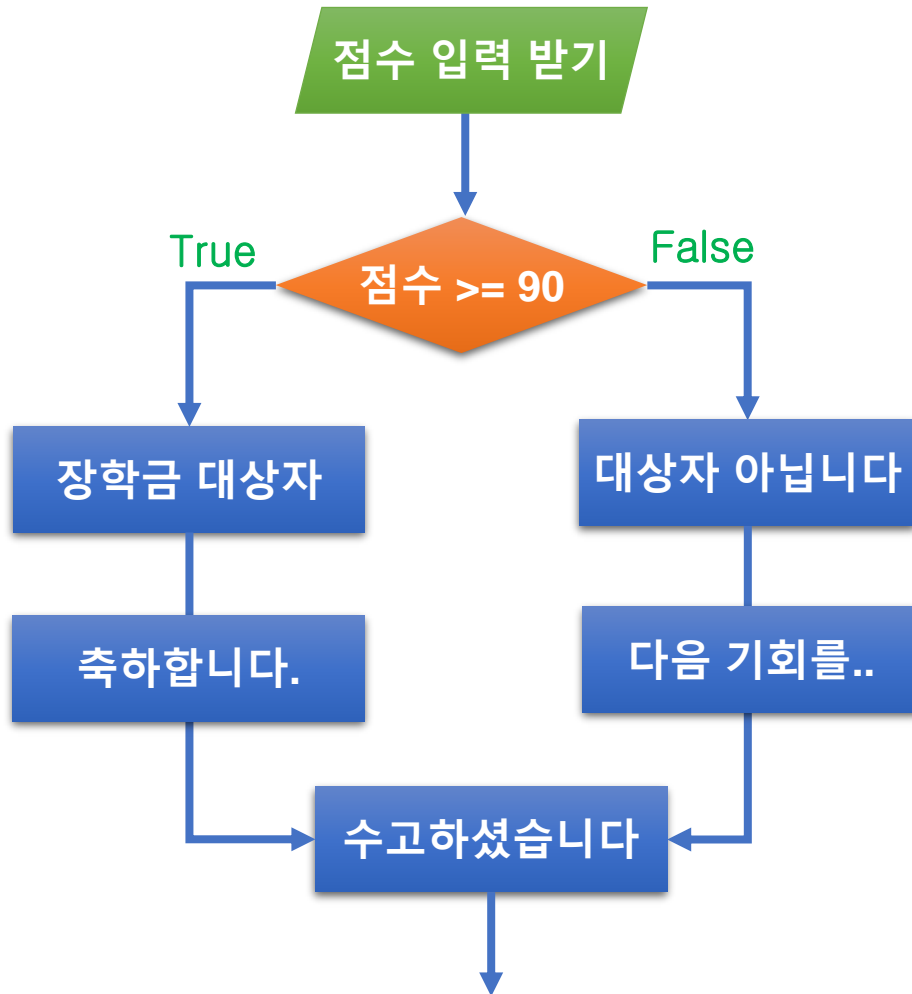 점수 입력 받기
True
False
점수 >= 90
장학금 대상자
대상자 아닙니다
축하합니다.
다음 기회를..
수고하셨습니다